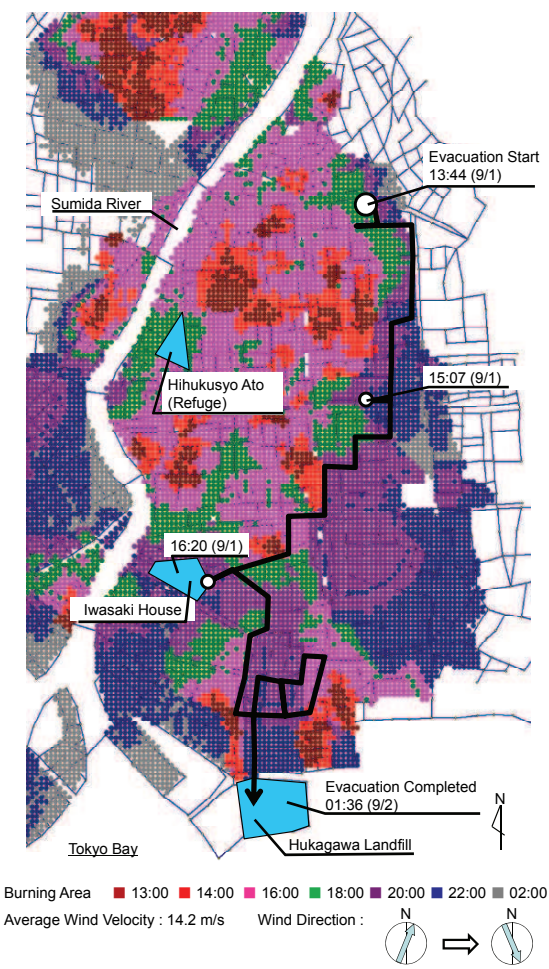 Evacuation Start
13:44 (9/1)
Sumida River
15:07 (9/1)
Hihukusyo Ato
(Refuge)
16:20 (9/1)
Iwasaki House
Evacuation Completed
01:36 (9/2)
N
Hukagawa Landfill
Tokyo Bay
Burning Area 13:00 14:00 16:00 18:00 20:00 22:00 02:00
Average Wind Velocity : 14.2 m/s Wind Direction :
N N